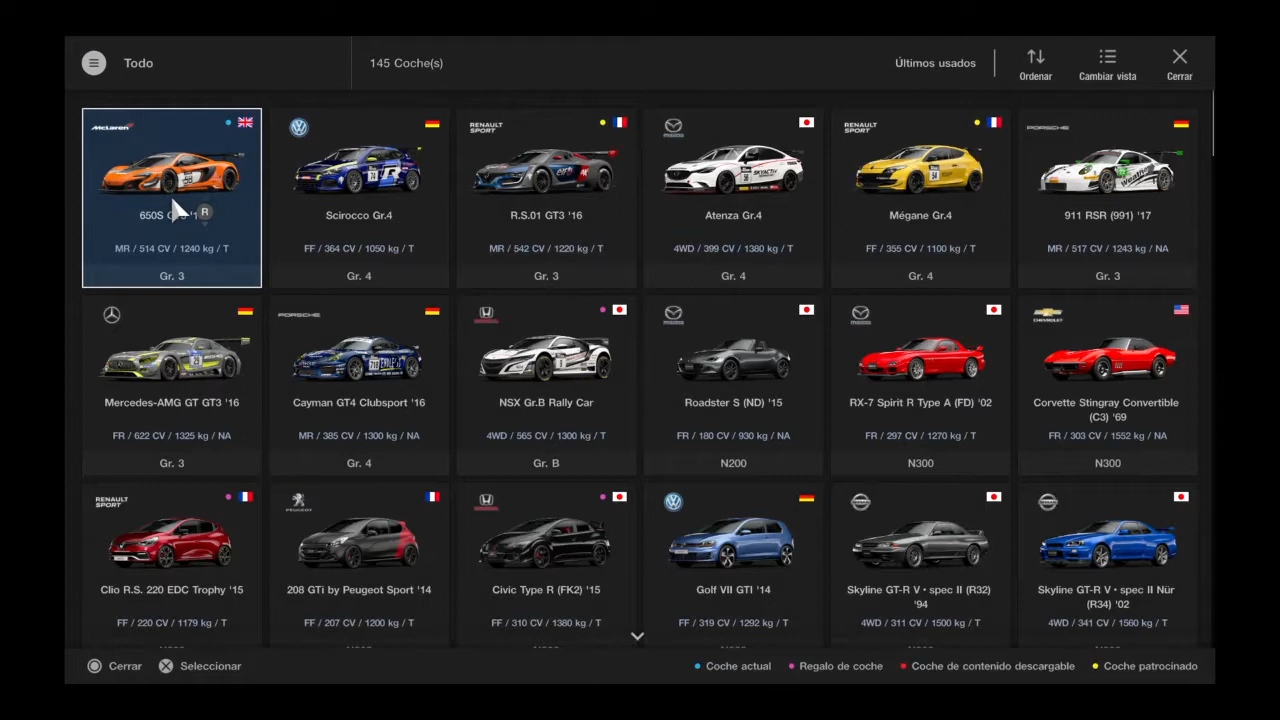 Todo
145 Coche(s)
Últimos usados
Ordenar
Cambiar vista
Cerrar
McLaren
650S
R
MR / 514 CV / 1240 kg / T
Gr. 3
Scirocco Gr.4
FF / 364 CV / 1050 kg / T
Gr. 4
RENAULT
SPORT
R.S.01 GT3 '16
MR / 542 CV / 1220 kg / T
Gr. 3
Atenza Gr.4
4WD / 399 CV / 1380 kg / T
Gr. 4
RENAULT
SPORT
Mégane Gr.4
FF / 355 CV / 1100 kg / T
Gr. 4
PORSCHE
911 RSR (991) '17
MR / 517 CV / 1243 kg / NA
Gr. 3
Mercedes-AMG GT GT3 '16
FR / 622 CV / 1325 kg / NA
Gr. 3
PORSCHE
Cayman GT4 Clubsport '16
MR / 385 CV / 1300 kg / NA
Gr. 4
NSX Gr.B Rally Car
4WD / 565 CV / 1300 kg / T
Gr. B
Roadster S (ND) '15
FR / 180 CV / 930 kg / NA
N200
RX-7 Spirit R Type A (FD) '02
FR / 297 CV / 1270 kg / T
N300
CHEVROLET
Corvette Stingray Convertible
(C3) '69
FR / 303 CV / 1552 kg / NA
N300
RENAULT
SPORT
Clio R.S. 220 EDC Trophy '15
FF / 220 CV / 1179 kg / T
PEUGEOT
208 GTi by Peugeot Sport '14
FF / 207 CV / 1200 kg / T
Civic Type R (FK2) '15
FF / 310 CV / 1380 kg / T
Golf VII GTI '14
FF / 319 CV / 1292 kg / T
Skyline GT-R V • spec II (R32)
'94
4WD / 311 CV / 1500 kg / T
Skyline GT-R V • spec II Nür
(R34) '02
4WD / 341 CV / 1560 kg / T
Cerrar
Seleccionar
Coche actual
Regalo de coche
Coche de contenido descargable
Coche patrocinado